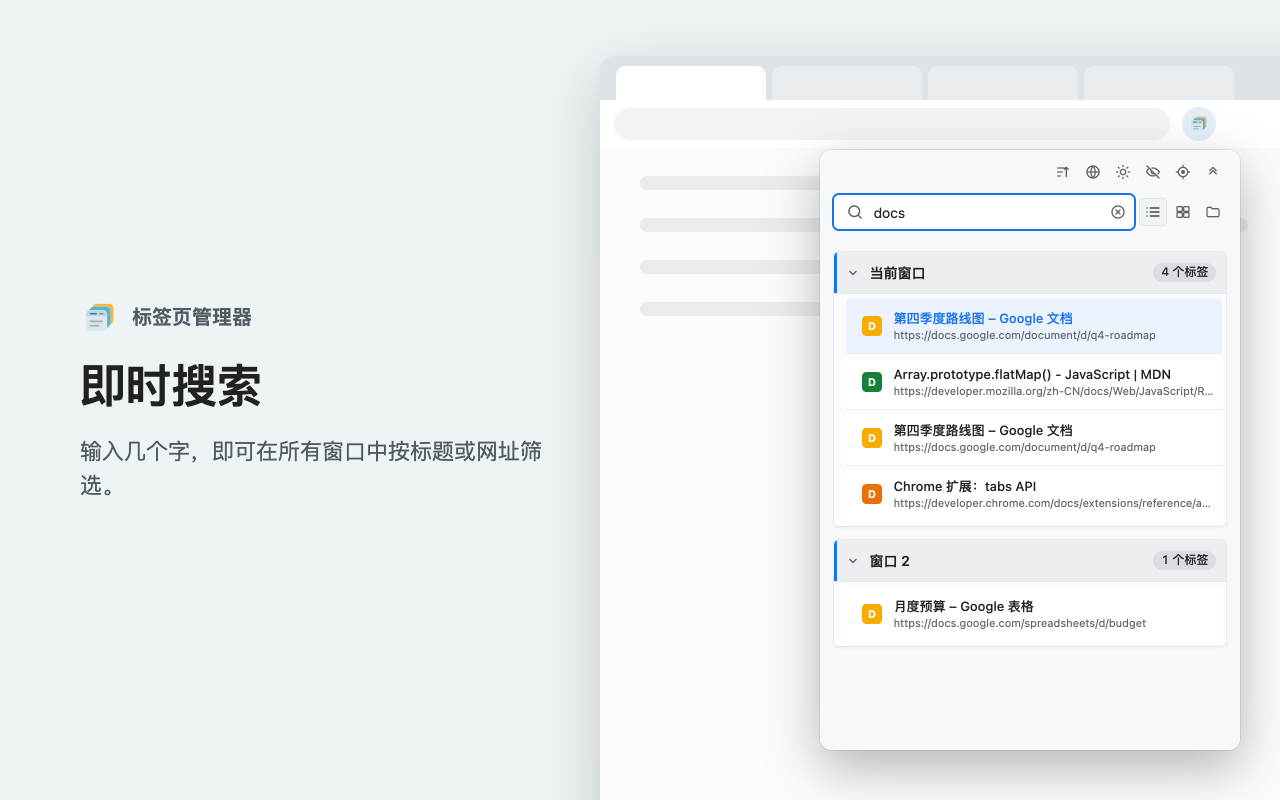 标签页管理器
即时搜索
输入几个字，即可在所有窗口中按标题或网址筛
选。
docs
当前窗口
4 个标签
D
第四季度路线图 – Google 文档
https://docs.google.com/document/d/q4-roadmap
D
Array.prototype.flatMap() - JavaScript | MDN
https://developer.mozilla.org/zh-CN/docs/Web/JavaScript/R...
D
第四季度路线图 – Google 文档
https://docs.google.com/document/d/q4-roadmap
D
Chrome 扩展：tabs API
https://developer.chrome.com/docs/extensions/reference/a...
窗口 2
1 个标签
D
月度预算 – Google 表格
https://docs.google.com/spreadsheets/d/budget